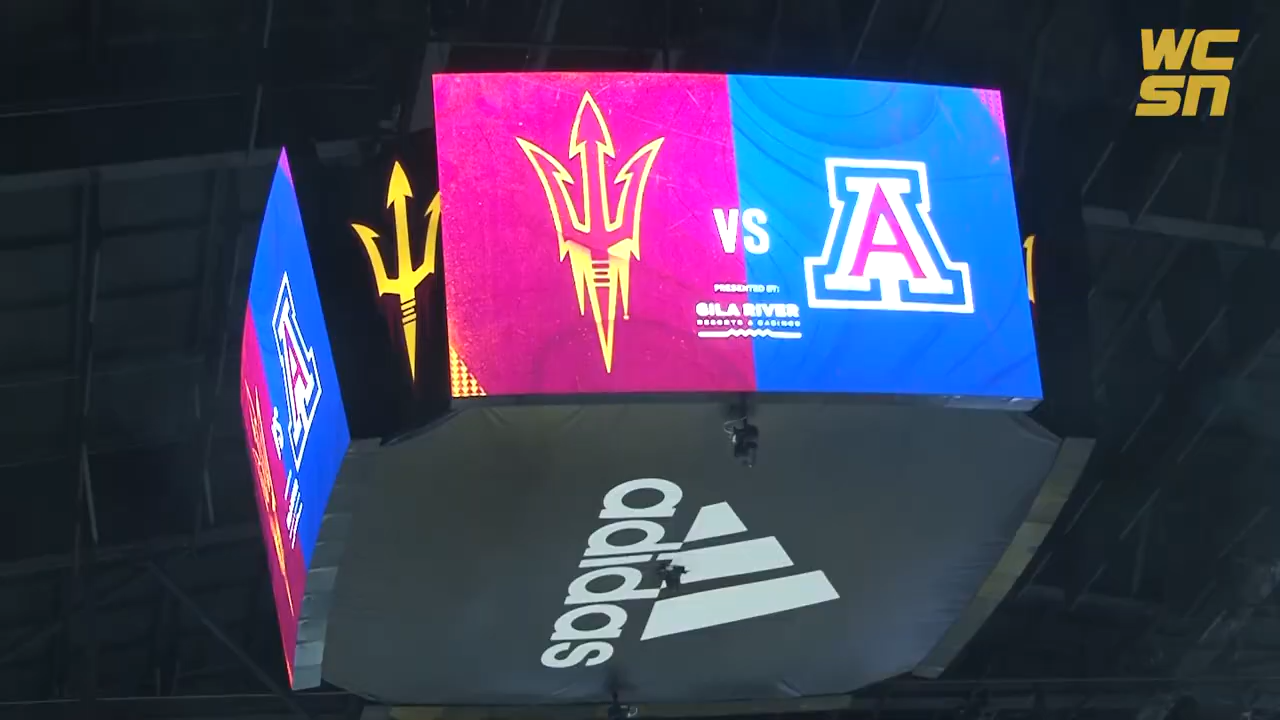 WC
SN
VS
PRESENTED BY:
GILA RIVER
RESORTS & CASINOS
A
A
adidas